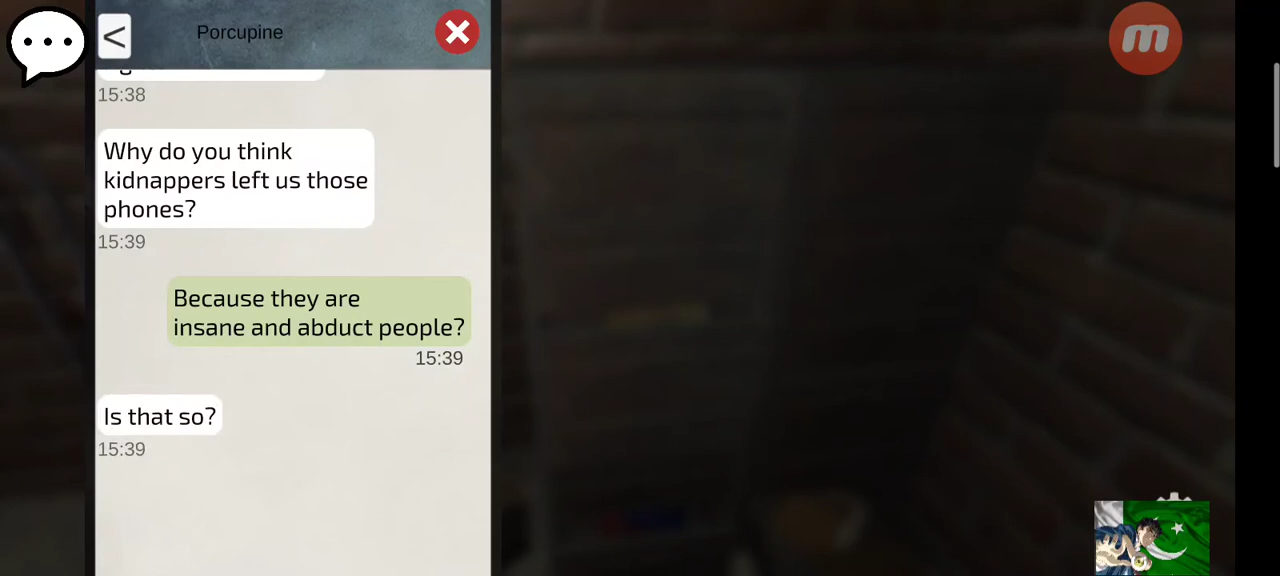 <
Porcupine
15:38
Why do you think
kidnappers left us those
phones?
15:39
Because they are
insane and abduct people?
15:39
Is that so?
15:39